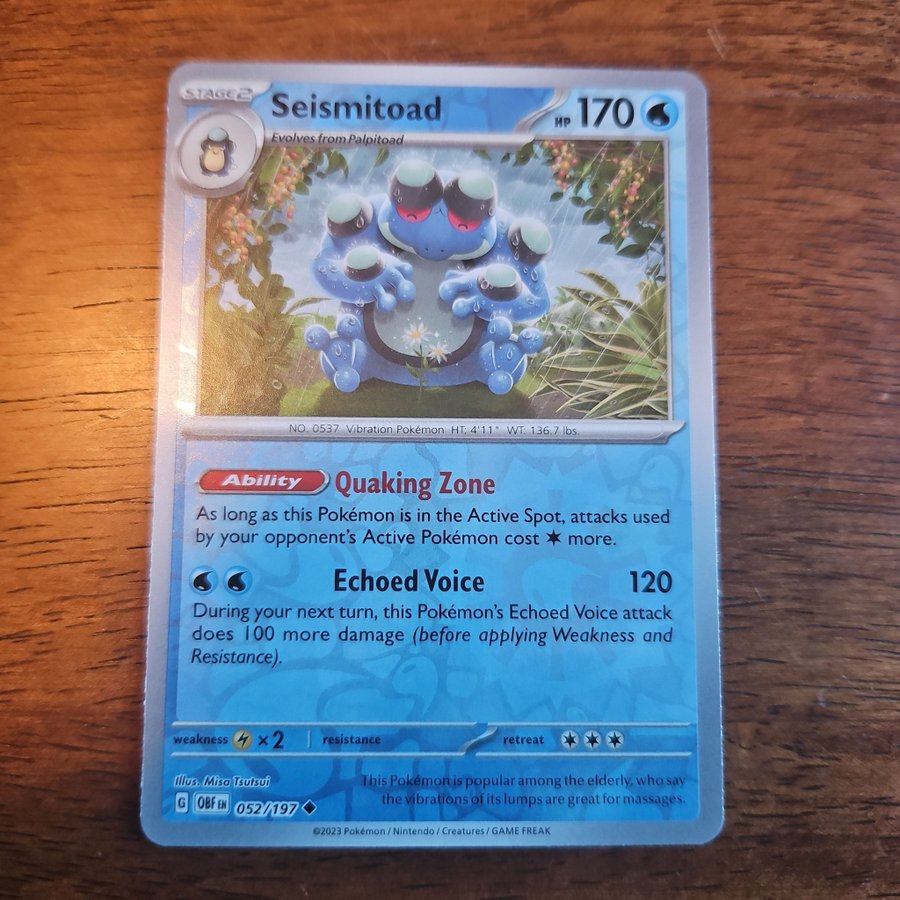 STAGE 2
Seismitoad
HP 170
Evolves from Palpitoad
NO. 0537 Vibration Pokémon HT: 4'11" WT: 136.7 lbs.
Ability Quaking Zone
As long as this Pokémon is in the Active Spot, attacks used
by your opponent's Active Pokémon cost more.
Echoed Voice 120
During your next turn, this Pokémon's Echoed Voice attack
does 100 more damage (before applying Weakness and
Resistance).
weakness ×2 resistance retreat
Illus. Misa Tsutsui
This Pokémon is popular among the elderly, who say
the vibrations of its lumps are great for massages.
G OBF EN 052/197
©2023 Pokémon / Nintendo / Creatures / GAME FREAK